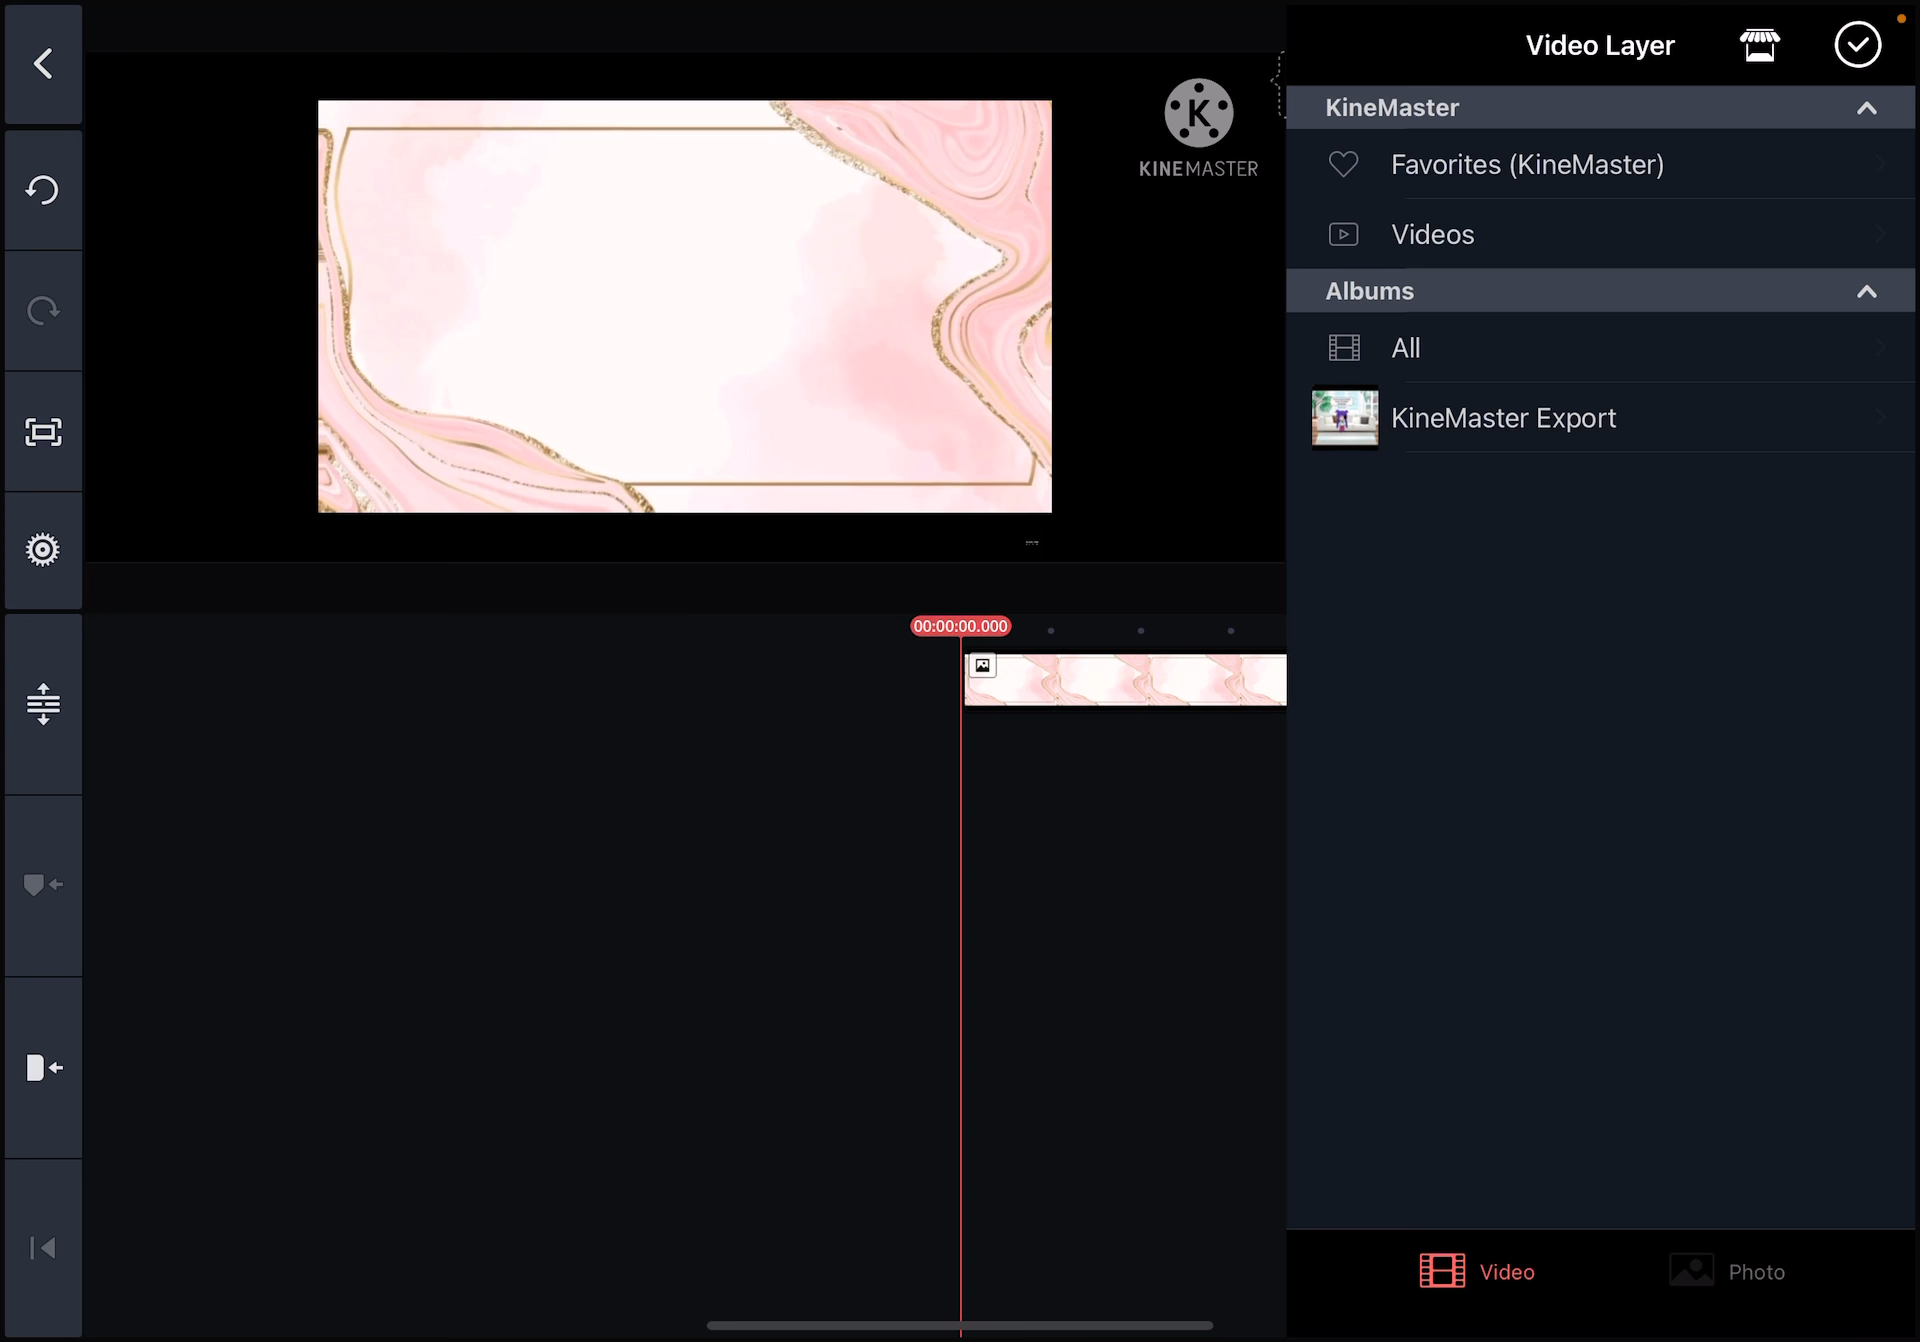 Video Layer
KineMaster
K
KINEMASTER
Favorites (KineMaster)
Videos
Albums
All
KineMaster Export
00:00:00.000
Video
Photo